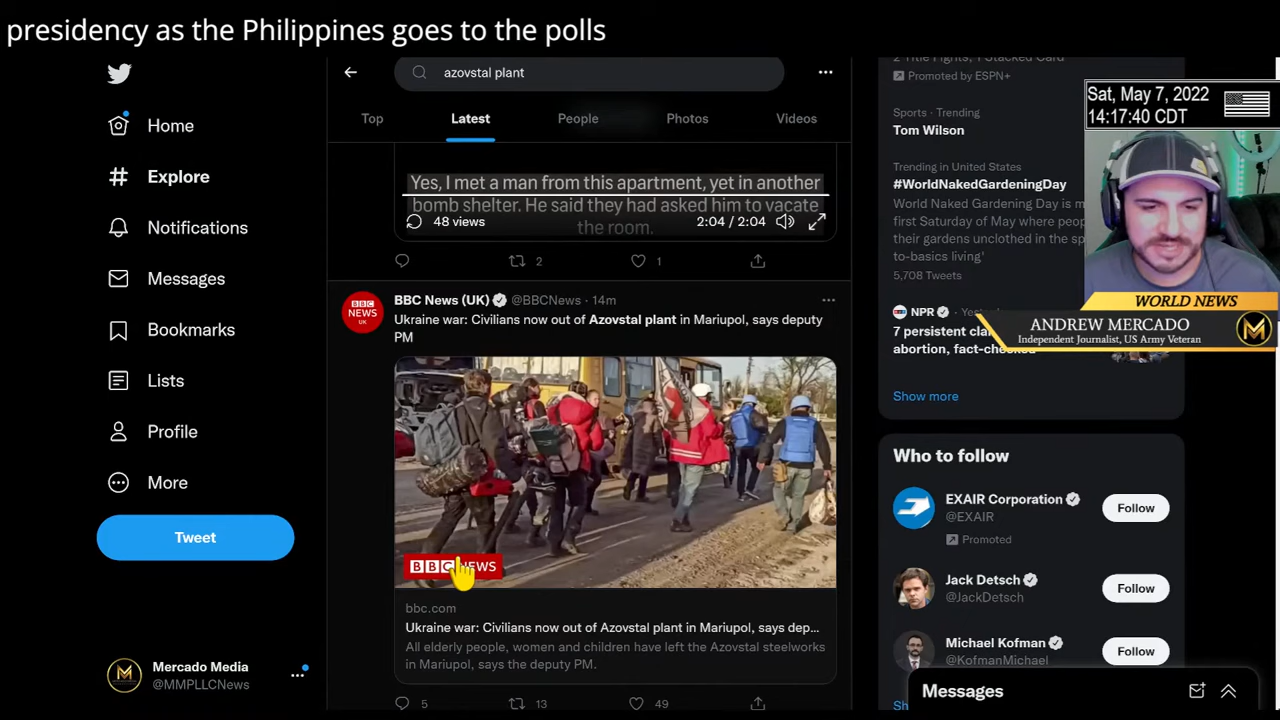 presidency as the Philippines goes to the polls
azovstal plant
Top
Latest
People
Photos
Videos
Home
Explore
Notifications
Messages
Bookmarks
Lists
Profile
More
Tweet
Mercado Media
@MMPLLCNews
Yes, I met a man from this apartment, yet in another
bomb shelter. He said they had asked him to vacate
the room.
48 views
2:04 / 2:04
2
1
BBC News (UK) @BBCNews · 14m
Ukraine war: Civilians now out of Azovstal plant in Mariupol, says deputy
PM
BBC NEWS
UK
BBC NEWS
bbc.com
Ukraine war: Civilians now out of Azovstal plant in Mariupol, says dep...
All elderly people, women and children have left the Azovstal steelworks
in Mariupol, says the deputy PM.
5
13
49
2 Title Fights, 1 Stacked Card
Promoted by ESPN+
Sports · Trending
Tom Wilson
Trending in United States
#WorldNakedGardeningDay
World Naked Gardening Day is
first Saturday of May where
their gardens unclothed in the
to-basics living'
5,708 Tweets
NPR
7 persistent
abortion,
Show more
Sat, May 7, 2022
14:17:40 CDT
WORLD NEWS
ANDREW MERCADO
Independent Journalist, US Army Veteran
Who to follow
EXAIR Corporation
@EXAIR
Promoted
Follow
Jack Detsch
@JackDetsch
Follow
Michael Kofman
@KofmanMichael
Follow
Messages